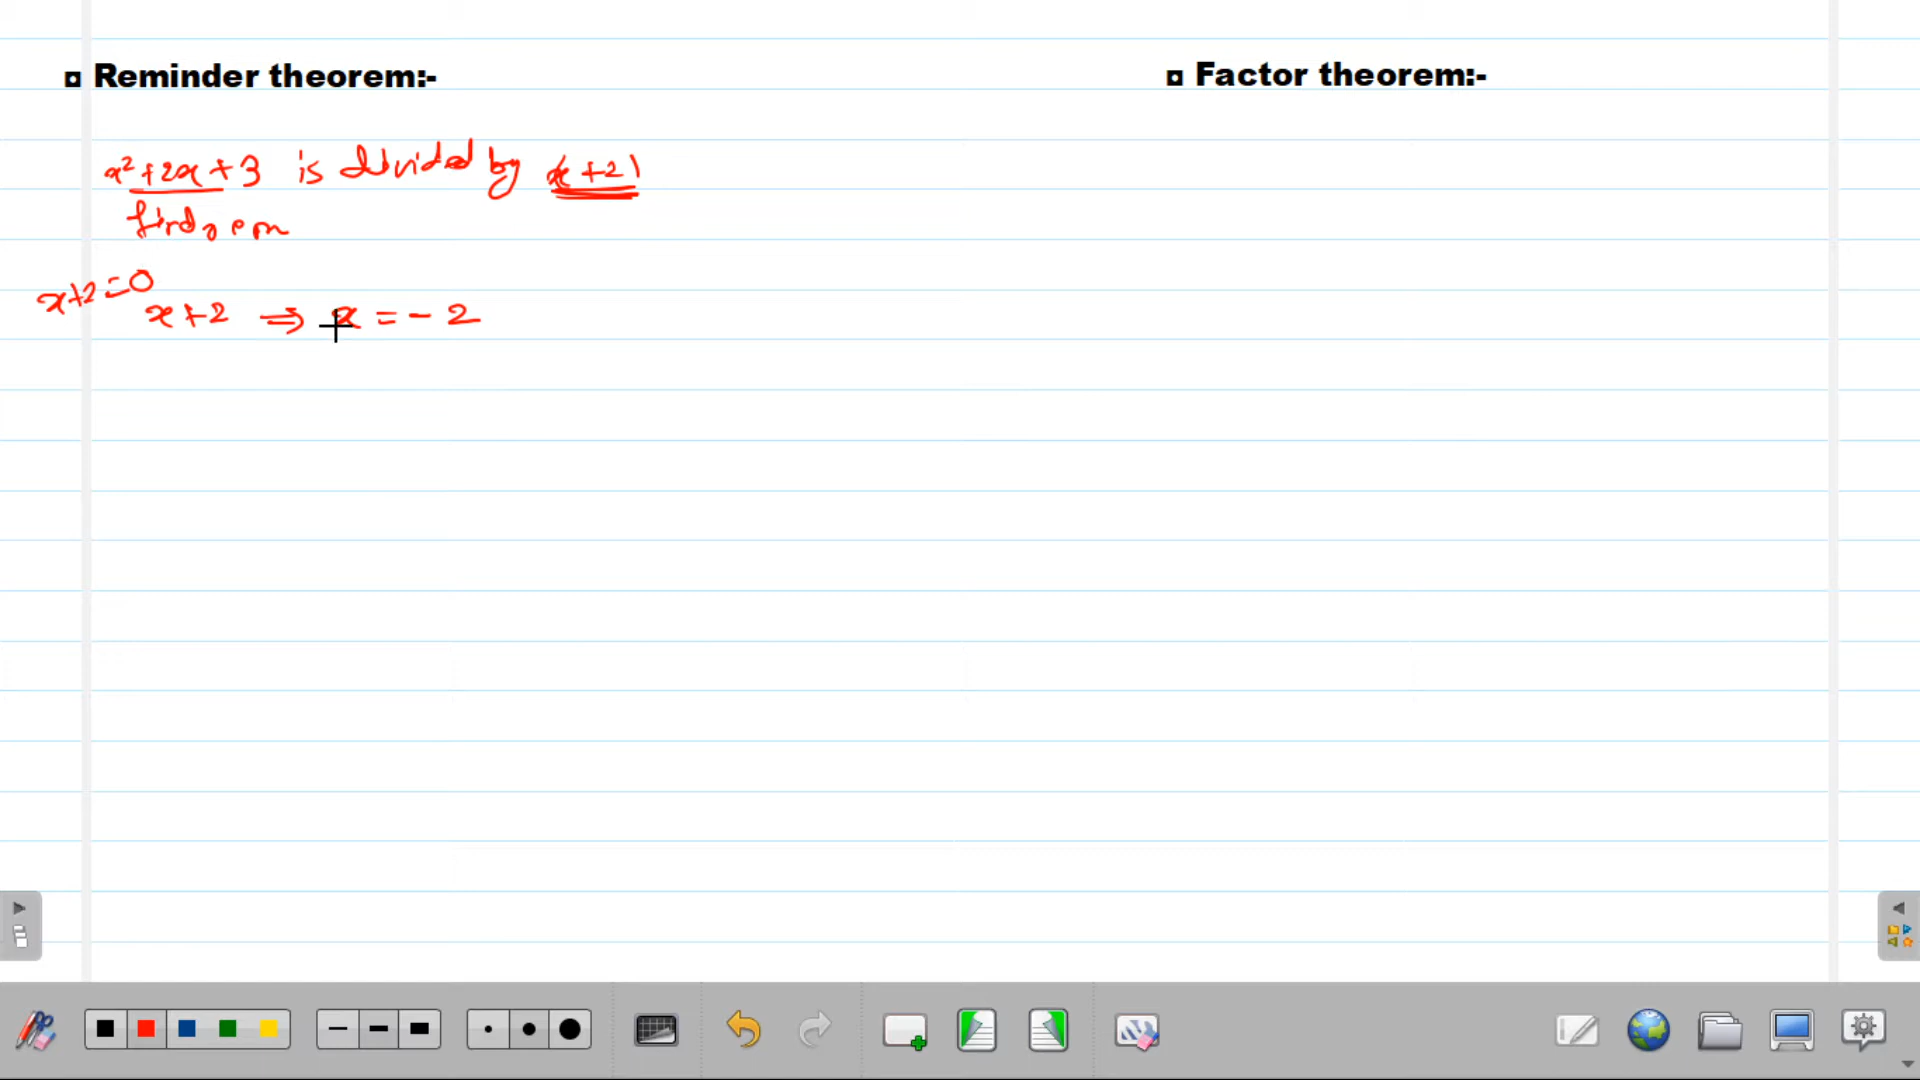 Reminder theorem:-
Factor theorem:-
x²+2x+3 is divided by (x+2)
find rem
x+2=0
x+2 ⇒ x = -2